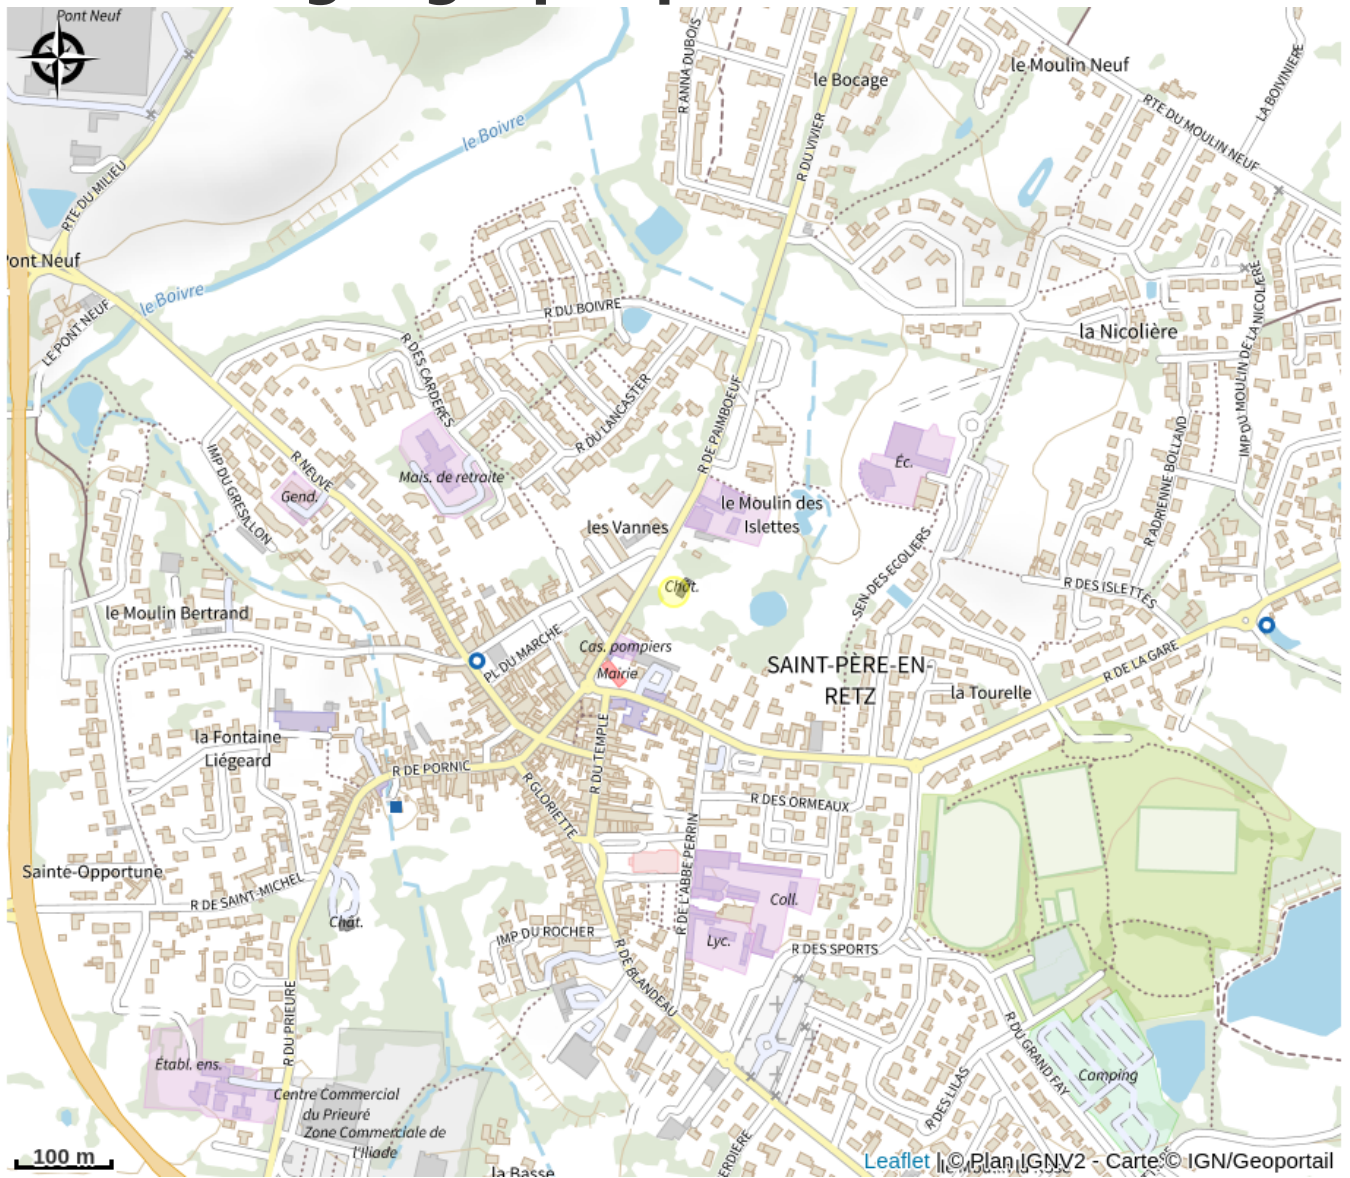 Pont Neuf
le Bocage
le Moulin Neuf
R ANNA DUBOIS
LA BOIVINIERE
RTE DU MOULIN NEUF
le Boivre
R DU VIVIER
RTE DU MILIEU
Pont Neuf
le Boivre
LE PONT NEUF
R DU BOIVRE
la Nicolière
IMP DU MOULIN DE LA NICOLIERE
R DES CARDERES
R DU LANCASTER
R DE PAIMBOEUF
R ADRIENNE BOLLAND
R NEUVE
IMP DU GRESILLON
Gend.
Mais. de retraite
Éc.
le Moulin des
Islettes
les Vannes
SEN-DES-ECOLIERS
Chât.
R DES ISLETTES
le Moulin Bertrand
PL DU MARCHE
Cas. pompiers
Mairie
SAINT-PÈRE-EN-
RETZ
R DE LA GARE
la Tourelle
la Fontaine
Liégeard
R DE PORNIC
R DU TEMPLE
R GLORIETTE
R DES ORMEAUX
R DE L'ABBE PERRIN
Sainte-Opportune
R DE SAINT-MICHEL
Chât.
Coll.
Lyc.
IMP DU ROCHER
R DE BLANDEAU
R DES SPORTS
R DU PRIEURE
R DU GRAND FAY
Établ. ens.
Camping
R DES LILAS
Centre Commercial
du Prieuré
Zone Commerciale de
l'Illiade
100 m
la Basse
Leaflet | © Plan IGNV2 - Carte © IGN/Geoportail